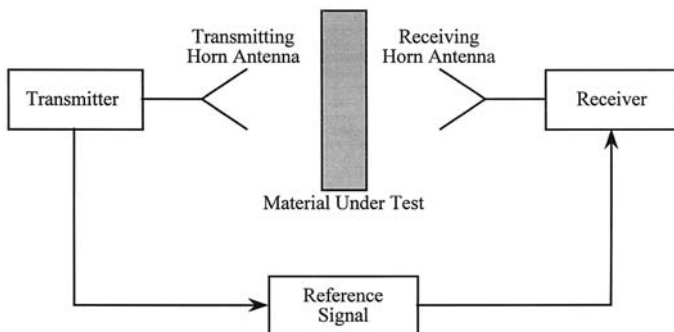 Transmitting
Horn Antenna
Receiving
Horn Antenna
Transmitter
Receiver
Material Under Test
Reference
Signal